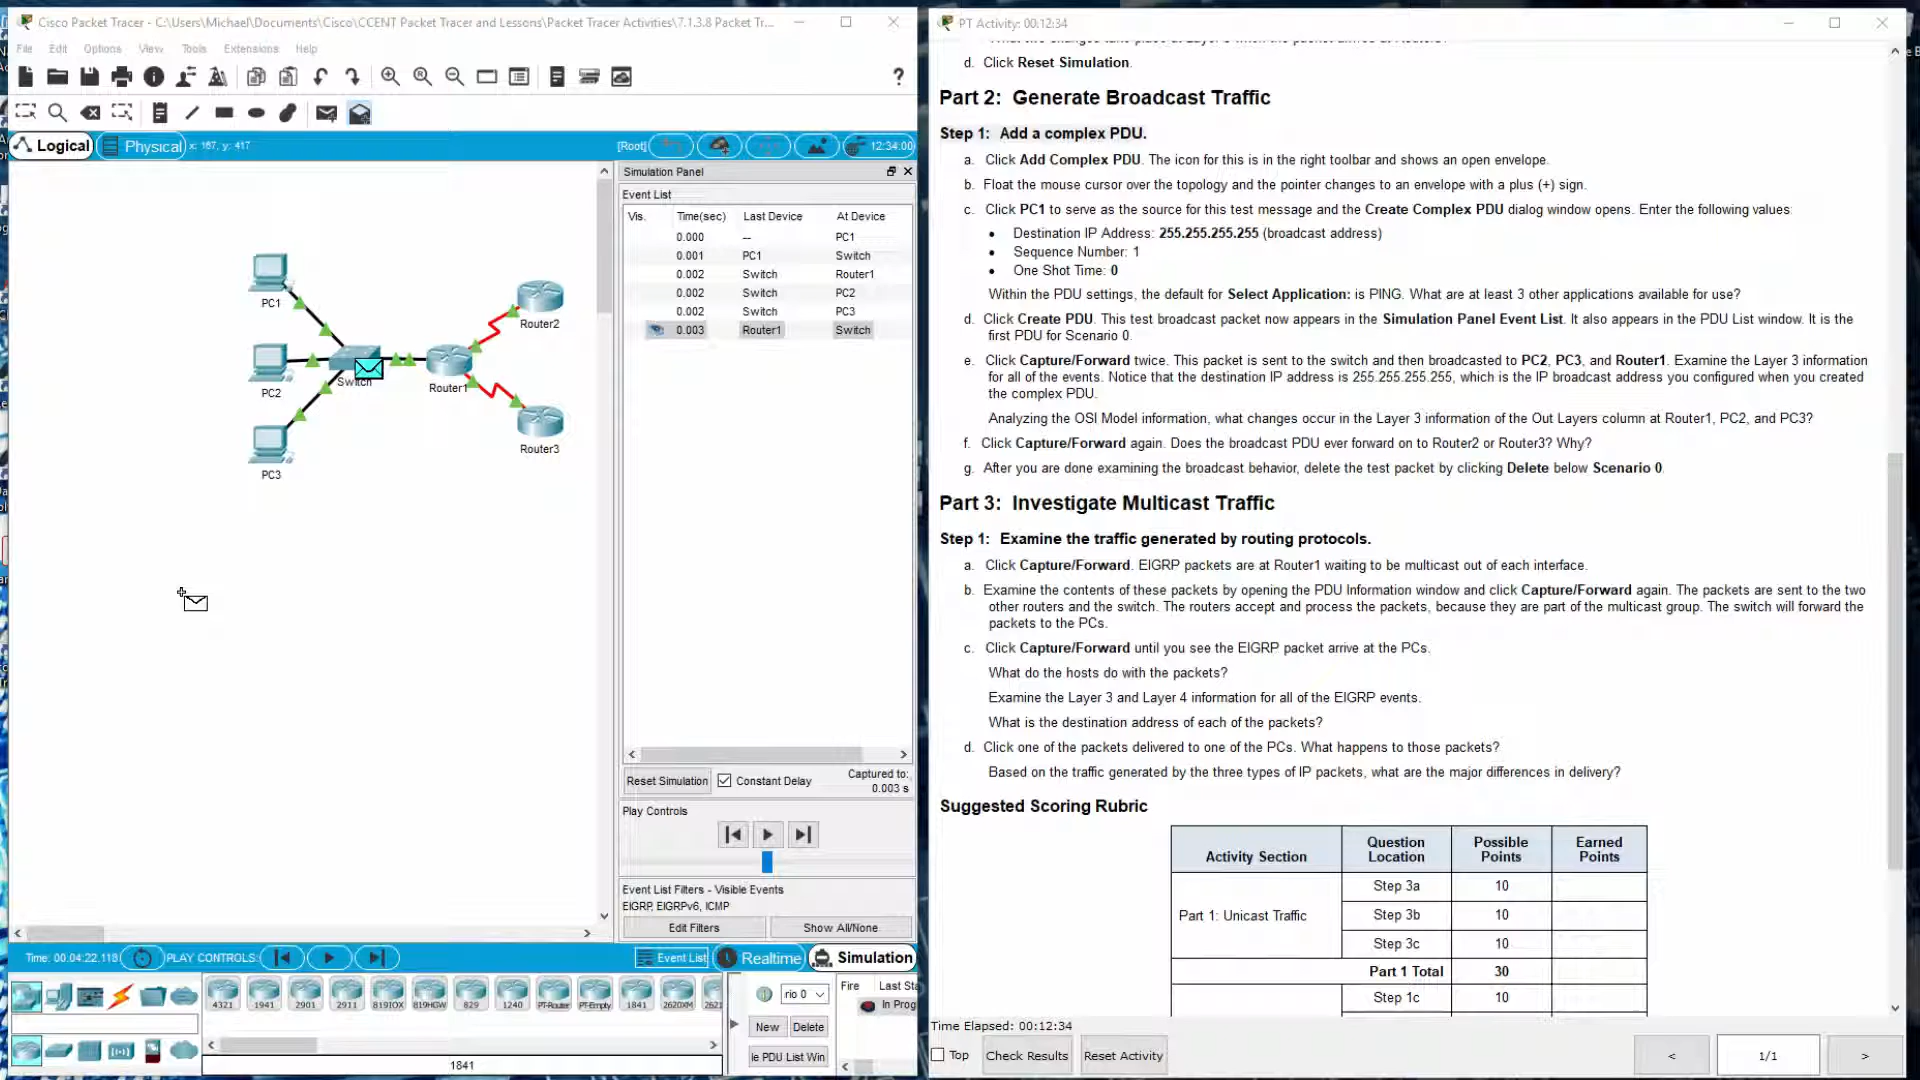 Cisco Packet Tracer - C:\Users\Michael\Documents\Cisco\CCENT Packet Tracer and Lessons\Packet Tracer Activities\7.1.3.8 Packet Tr...
File Edit Options View Tools Extensions Help
?
Logical Physical x: 167, y: 417 [Root] 12:34:00
Simulation Panel
Event List
Vis. Time(sec) Last Device At Device
0.000 -- PC1
0.001 PC1 Switch
0.002 Switch Router1
0.002 Switch PC2
0.002 Switch PC3
0.003 Router1 Switch
PC1
Router2
PC2
Switch
Router1
Router3
PC3
Reset Simulation Constant Delay Captured to:
0.003 s
Play Controls
Event List Filters - Visible Events
EIGRP, EIGRPv6, ICMP
Edit Filters Show All/None
Time: 00:04:22.113 PLAY CONTROLS: Event List Realtime Simulation
4321 1941 2901 2911 819IOX 819HGW 829 1240 PT-Router PT-Empty 1841 2620XM 2621
rio 0
Fire Last Sta
In Prog
New Delete
le PDU List Win
1841
PT Activity: 00:12:34
d. Click Reset Simulation.
Part 2: Generate Broadcast Traffic
Step 1: Add a complex PDU.
a. Click Add Complex PDU. The icon for this is in the right toolbar and shows an open envelope.
b. Float the mouse cursor over the topology and the pointer changes to an envelope with a plus (+) sign.
c. Click PC1 to serve as the source for this test message and the Create Complex PDU dialog window opens. Enter the following values:
• Destination IP Address: 255.255.255.255 (broadcast address)
• Sequence Number: 1
• One Shot Time: 0
Within the PDU settings, the default for Select Application: is PING. What are at least 3 other applications available for use?
d. Click Create PDU. This test broadcast packet now appears in the Simulation Panel Event List. It also appears in the PDU List window. It is the
first PDU for Scenario 0.
e. Click Capture/Forward twice. This packet is sent to the switch and then broadcasted to PC2, PC3, and Router1. Examine the Layer 3 information
for all of the events. Notice that the destination IP address is 255.255.255.255, which is the IP broadcast address you configured when you created
the complex PDU.
Analyzing the OSI Model information, what changes occur in the Layer 3 information of the Out Layers column at Router1, PC2, and PC3?
f. Click Capture/Forward again. Does the broadcast PDU ever forward on to Router2 or Router3? Why?
g. After you are done examining the broadcast behavior, delete the test packet by clicking Delete below Scenario 0.
Part 3: Investigate Multicast Traffic
Step 1: Examine the traffic generated by routing protocols.
a. Click Capture/Forward. EIGRP packets are at Router1 waiting to be multicast out of each interface.
b. Examine the contents of these packets by opening the PDU Information window and click Capture/Forward again. The packets are sent to the two
other routers and the switch. The routers accept and process the packets, because they are part of the multicast group. The switch will forward the
packets to the PCs.
c. Click Capture/Forward until you see the EIGRP packet arrive at the PCs.
What do the hosts do with the packets?
Examine the Layer 3 and Layer 4 information for all of the EIGRP events.
What is the destination address of each of the packets?
d. Click one of the packets delivered to one of the PCs. What happens to those packets?
Based on the traffic generated by the three types of IP packets, what are the major differences in delivery?
Suggested Scoring Rubric
Activity Section Question Location Possible Points Earned Points
Part 1: Unicast Traffic
Step 3a 10
Step 3b 10
Step 3c 10
Part 1 Total 30
Step 1c 10
Time Elapsed: 00:12:34
Top Check Results Reset Activity < 1/1 >